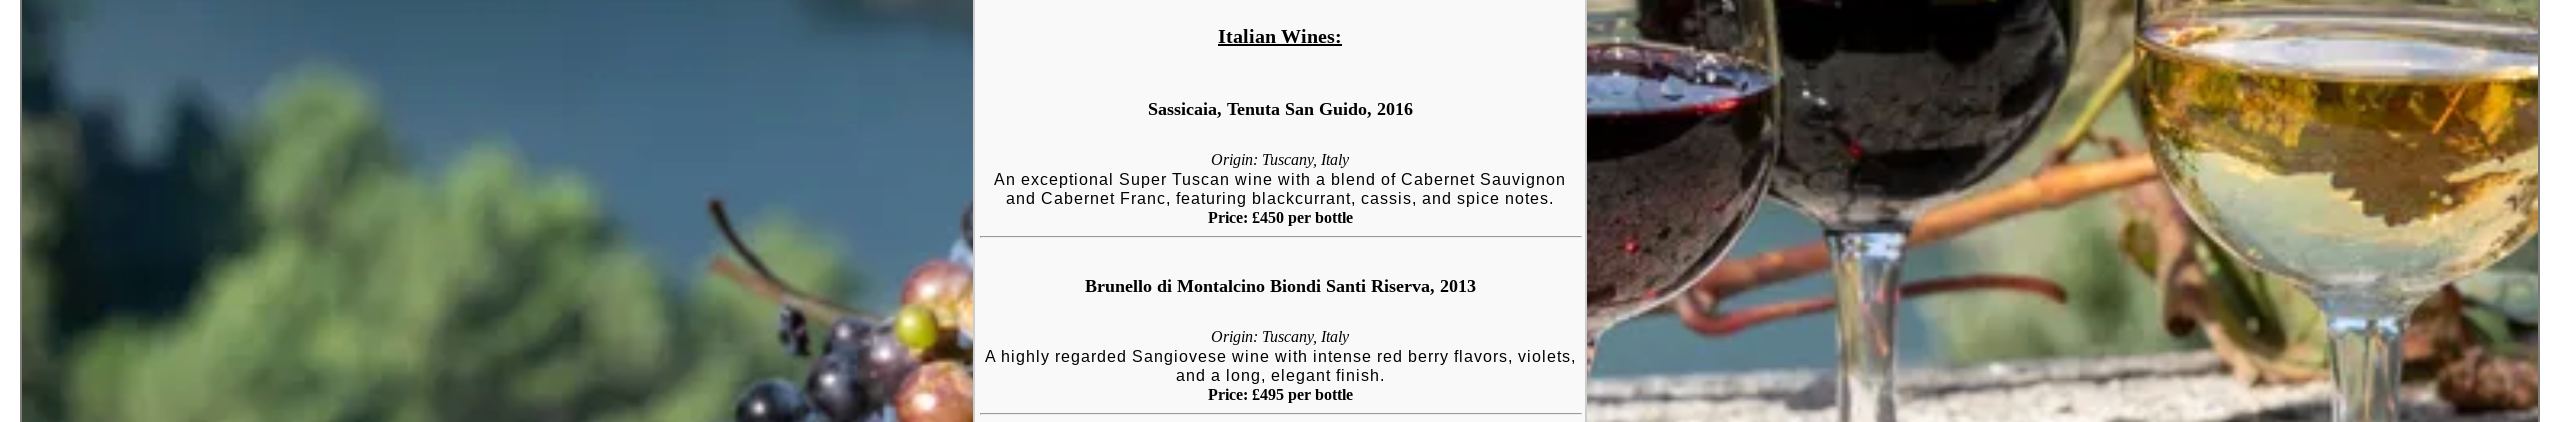 Italian Wines:
Sassicaia, Tenuta San Guido, 2016
Origin: Tuscany, Italy
An exceptional Super Tuscan wine with a blend of Cabernet Sauvignon
and Cabernet Franc, featuring blackcurrant, cassis, and spice notes.
Price: £450 per bottle
Brunello di Montalcino Biondi Santi Riserva, 2013
Origin: Tuscany, Italy
A highly regarded Sangiovese wine with intense red berry flavors, violets,
and a long, elegant finish.
Price: £495 per bottle